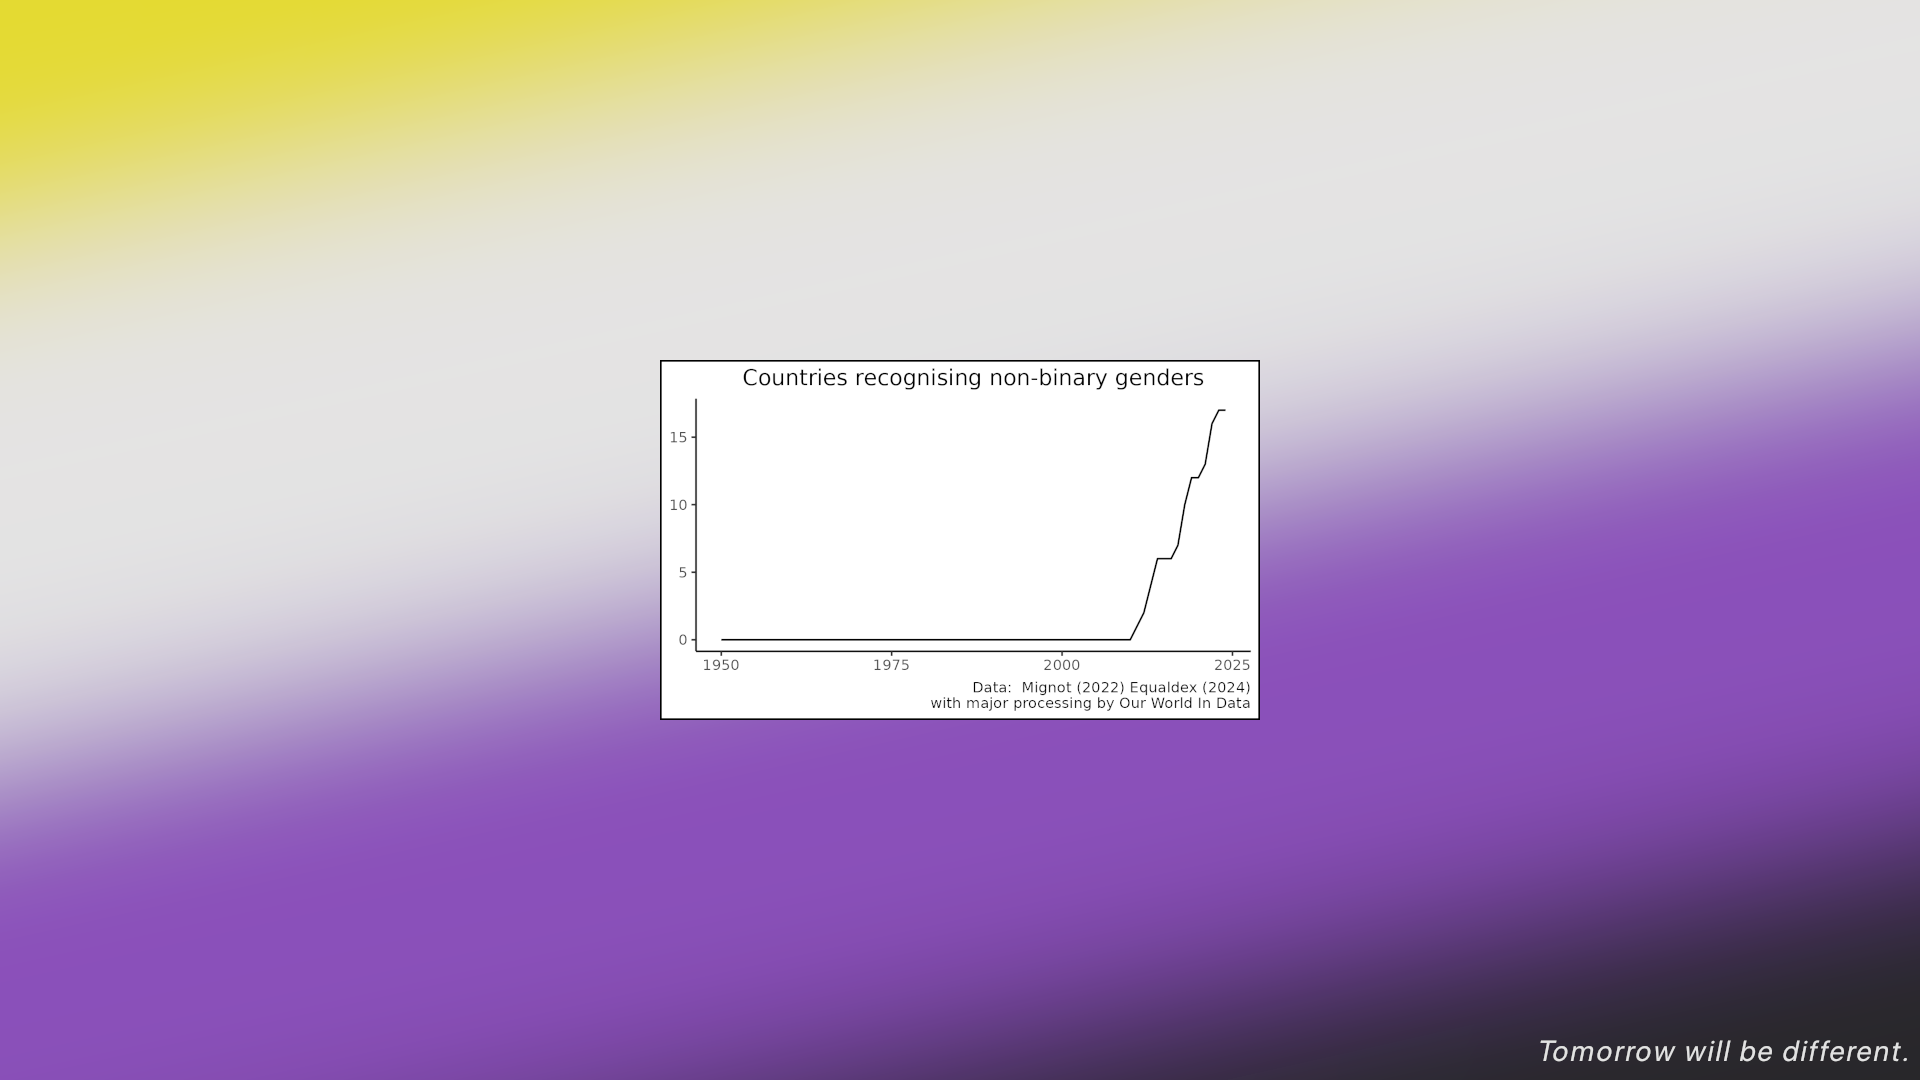 Countries recognising non-binary genders
15
10
5
0
1950 1975 2000 2025
Data:  Mignot (2022) Equaldex (2024)
with major processing by Our World In Data
Tomorrow will be different.